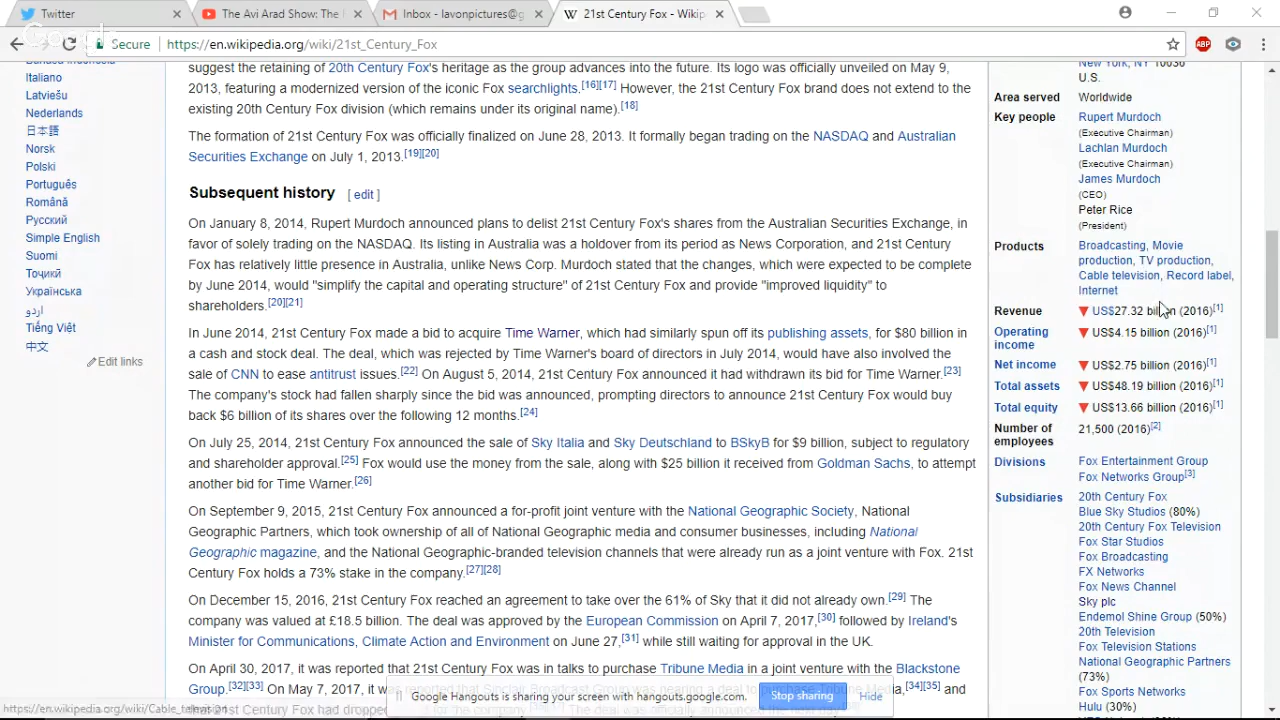 Twitter
The Avi Arad Show: The
Inbox - lavonpictures@g
21st Century Fox - Wikip
Google
Secure
https://en.wikipedia.org/wiki/21st_Century_Fox
Italiano
Latviešu
Nederlands
日本語
Norsk
Polski
Português
Română
Русский
Simple English
Suomi
Тоҷикӣ
Українська
اردو
Tiếng Việt
中文
Edit links
suggest the retaining of 20th Century Fox's heritage as the group advances into the future. Its logo was officially unveiled on May 9,
2013, featuring a modernized version of the iconic Fox searchlights.[16][17] However, the 21st Century Fox brand does not extend to the
existing 20th Century Fox division (which remains under its original name).[18]
The formation of 21st Century Fox was officially finalized on June 28, 2013. It formally began trading on the NASDAQ and Australian
Securities Exchange on July 1, 2013.[19][20]
Subsequent history [ edit ]
On January 8, 2014, Rupert Murdoch announced plans to delist 21st Century Fox's shares from the Australian Securities Exchange, in
favor of solely trading on the NASDAQ. Its listing in Australia was a holdover from its period as News Corporation, and 21st Century
Fox has relatively little presence in Australia, unlike News Corp. Murdoch stated that the changes, which were expected to be complete
by June 2014, would "simplify the capital and operating structure" of 21st Century Fox and provide "improved liquidity" to
shareholders.[20][21]
In June 2014, 21st Century Fox made a bid to acquire Time Warner, which had similarly spun off its publishing assets, for $80 billion in
a cash and stock deal. The deal, which was rejected by Time Warner's board of directors in July 2014, would have also involved the
sale of CNN to ease antitrust issues.[22] On August 5, 2014, 21st Century Fox announced it had withdrawn its bid for Time Warner.[23]
The company's stock had fallen sharply since the bid was announced, prompting directors to announce 21st Century Fox would buy
back $6 billion of its shares over the following 12 months.[24]
On July 25, 2014, 21st Century Fox announced the sale of Sky Italia and Sky Deutschland to BSkyB for $9 billion, subject to regulatory
and shareholder approval.[25] Fox would use the money from the sale, along with $25 billion it received from Goldman Sachs, to attempt
another bid for Time Warner.[26]
On September 9, 2015, 21st Century Fox announced a for-profit joint venture with the National Geographic Society, National
Geographic Partners, which took ownership of all of National Geographic media and consumer businesses, including National
Geographic magazine, and the National Geographic-branded television channels that were already run as a joint venture with Fox. 21st
Century Fox holds a 73% stake in the company.[27][28]
On December 15, 2016, 21st Century Fox reached an agreement to take over the 61% of Sky that it did not already own.[29] The
company was valued at £18.5 billion. The deal was approved by the European Commission on April 7, 2017,[30] followed by Ireland's
Minister for Communications, Climate Action and Environment on June 27,[31] while still waiting for approval in the UK.
On April 30, 2017, it was reported that 21st Century Fox was in talks to purchase Tribune Media in a joint venture with the Blackstone
Group.[32][33] On May 7, 2017, it
[34][35] and
that 21st Century Fox had dropped
New York, NY 10036
U.S.
Area served Worldwide
Key people Rupert Murdoch
(Executive Chairman)
Lachlan Murdoch
(Executive Chairman)
James Murdoch
(CEO)
Peter Rice
(President)
Products Broadcasting, Movie
production, TV production,
Cable television, Record label,
Internet
Revenue ▼ US$27.32 billion (2016)[1]
Operating income ▼ US$4.15 billion (2016)[1]
Net income ▼ US$2.75 billion (2016)[1]
Total assets ▼ US$48.19 billion (2016)[1]
Total equity ▼ US$13.66 billion (2016)[1]
Number of employees 21,500 (2016)[2]
Divisions Fox Entertainment Group
Fox Networks Group[3]
Subsidiaries 20th Century Fox
Blue Sky Studios (80%)
20th Century Fox Television
Fox Star Studios
Fox Broadcasting
FX Networks
Fox News Channel
Sky plc
Endemol Shine Group (50%)
20th Television
Fox Television Stations
National Geographic Partners
(73%)
Fox Sports Networks
Hulu (30%)
Google Hangouts is sharing your screen with hangouts.google.com.
Stop sharing
Hide
https://en.wikipedia.org/wiki/Cable_television